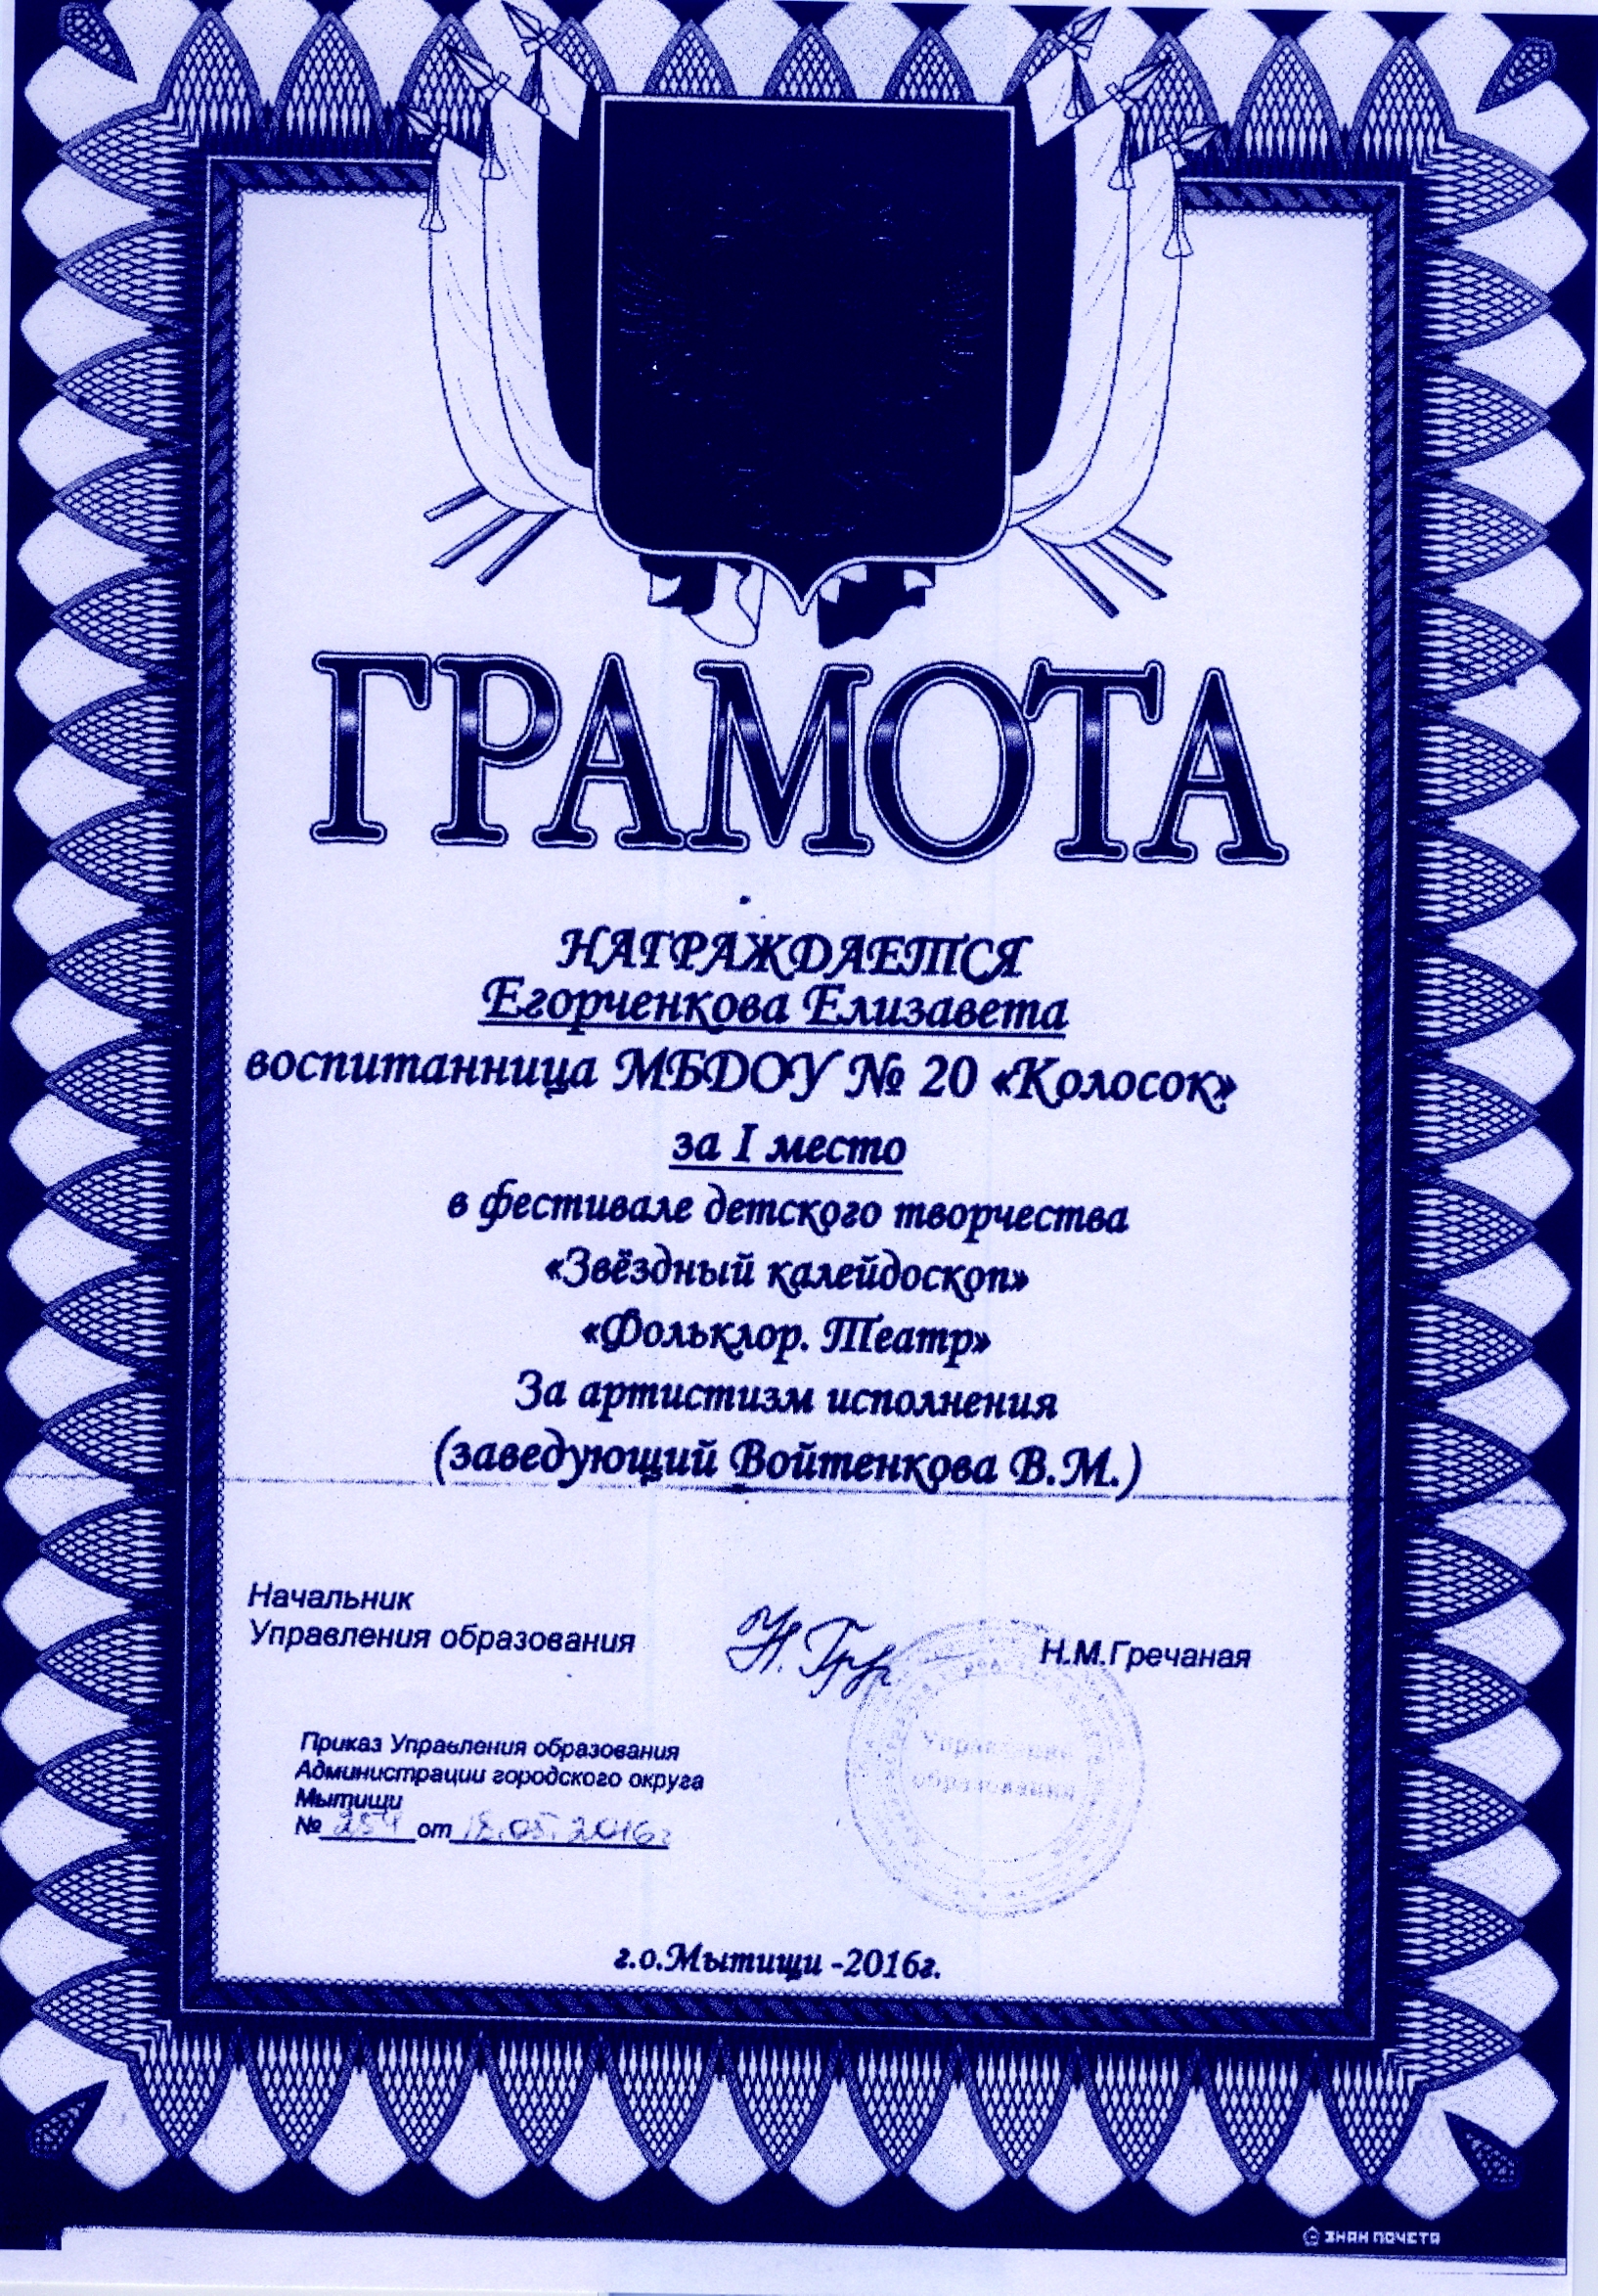 ГРАМОТА
НАГРАЖДАЕТСЯ
Егорченкова Елизавета
воспитанница МБДОУ № 20 «Колосок»
за I место
в фестивале детского творчества
«Звёздный калейдоскоп»
«Фольклор. Театр»
За артистизм исполнения
(заведующий Войтенкова В.М.)
Начальник
Управления образования
Н.М.Гречаная
Приказ Управления образования
Администрации городского округа
Мытищи
№ 254 от 18.05.2016г
Управление
образования
г.о.Мытищи -2016г.
ЗНАК ПОЧЕТА